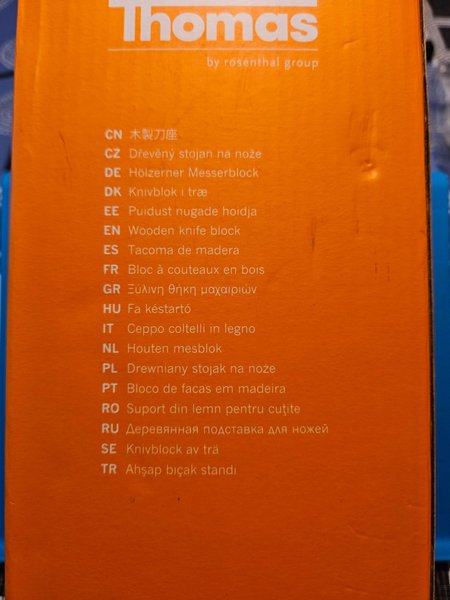 Thomas
by rosenthal group
CN 木製刀座
CZ Dřevěný stojan na nože
DE Hölzerner Messerblock
DK Knivblok i træ
EE Puidust nugade hoidja
EN Wooden knife block
ES Tacoma de madera
FR Bloc à couteaux en bois
GR Ξύλινη θήκη μαχαιριών
HU Fa késtartó
IT Ceppo coltelli in legno
NL Houten mesblok
PL Drewniany stojak na noże
PT Bloco de facas em madeira
RO Suport din lemn pentru cuțite
RU Деревянная подставка для ножей
SE Knivblock av trä
TR Ahşap bıçak standı